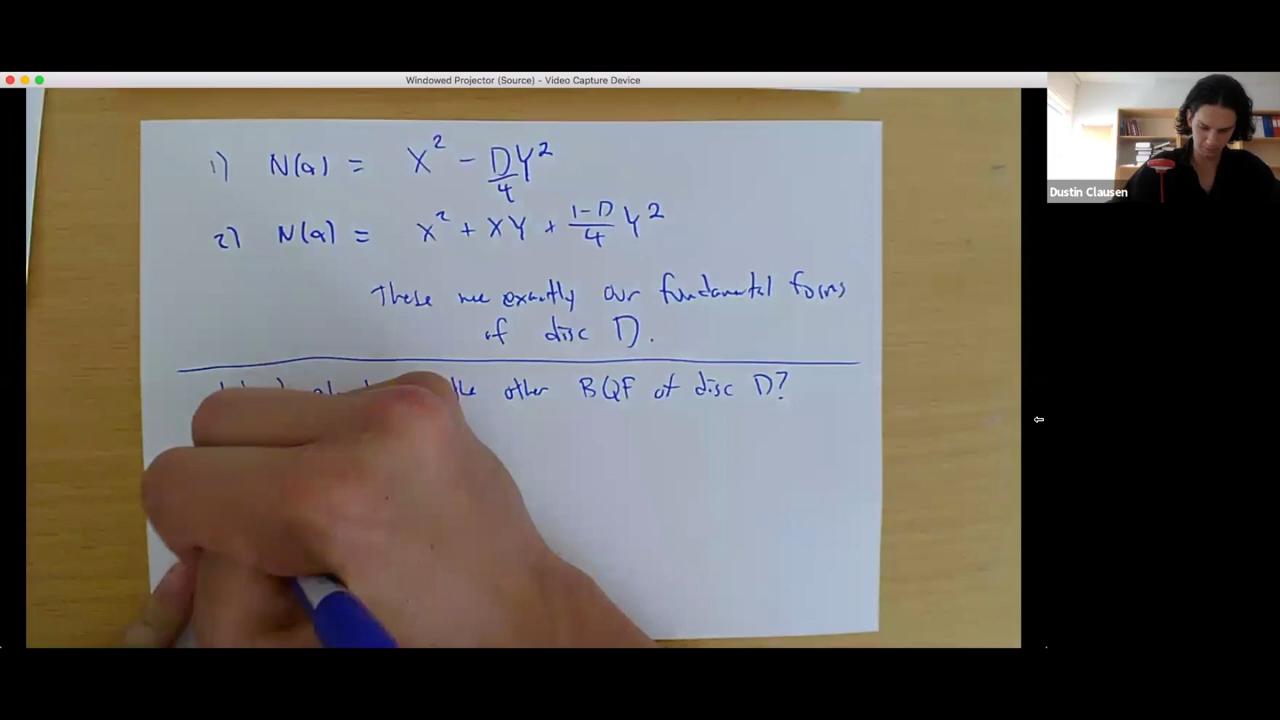 Windowed Projector (Source) - Video Capture Device
Dustin Clausen
1) N(a) = X² - D/4 Y²
2) N(a) = X² + XY + (1-D)/4 Y²
These are exactly our fundamental forms
of disc D.
the other BQF of disc D?